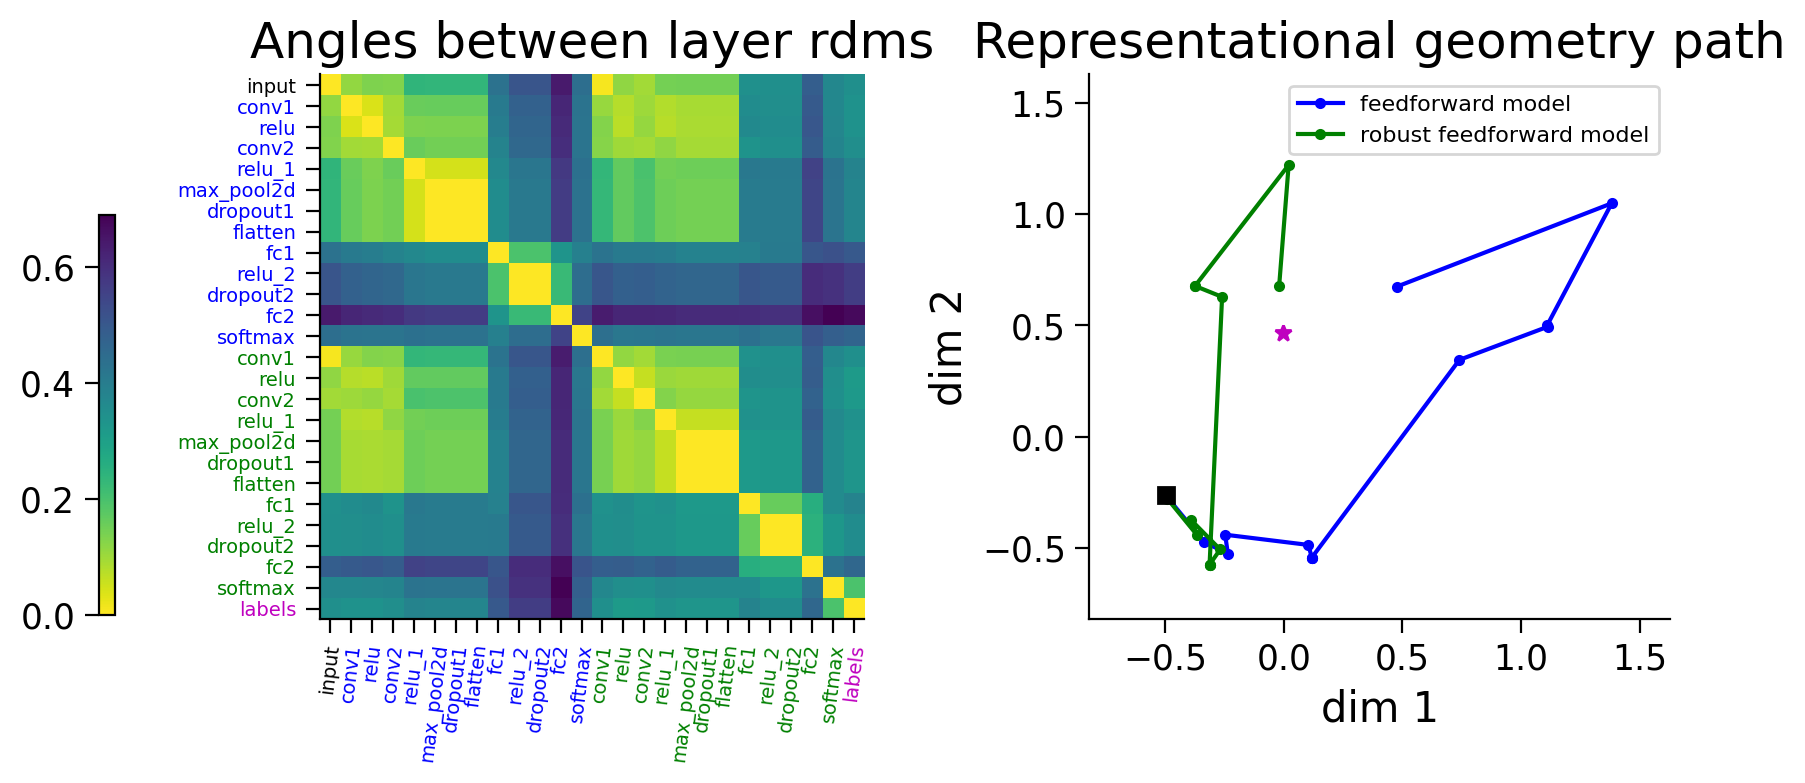 Angles between layer rdms
0.6
0.4
0.2
0.0
input
conv1
relu
conv2
relu_1
max_pool2d
dropout1
flatten
fc1
relu_2
dropout2
fc2
softmax
conv1
relu
conv2
relu_1
max_pool2d
dropout1
flatten
fc1
relu_2
dropout2
fc2
softmax
labels
input
conv1
relu
conv2
relu_1
max_pool2d
dropout1
flatten
fc1
relu_2
dropout2
fc2
softmax
conv1
relu
conv2
relu_1
max_pool2d
dropout1
flatten
fc1
relu_2
dropout2
fc2
softmax
labels
Representational geometry path
feedforward model
robust feedforward model
dim 2
1.5
1.0
0.5
0.0
−0.5
−0.5
0.0
0.5
1.0
1.5
dim 1